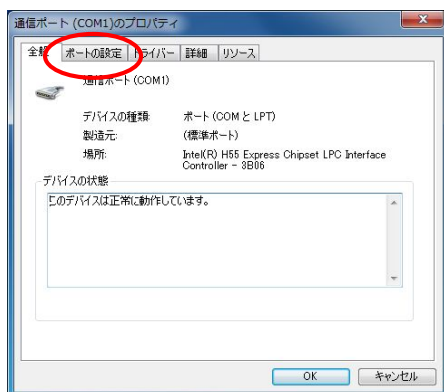 通信ポート (COM1)のプロパティ
全般 ポートの設定 ドライバー 詳細 リソース
通信ポート (COM1)
デバイスの種類: ポート (COM と LPT)
製造元: (標準ポート)
場所: Intel(R) H55 Express Chipset LPC Interface
Controller - 3B06
デバイスの状態
このデバイスは正常に動作しています。
OK キャンセル